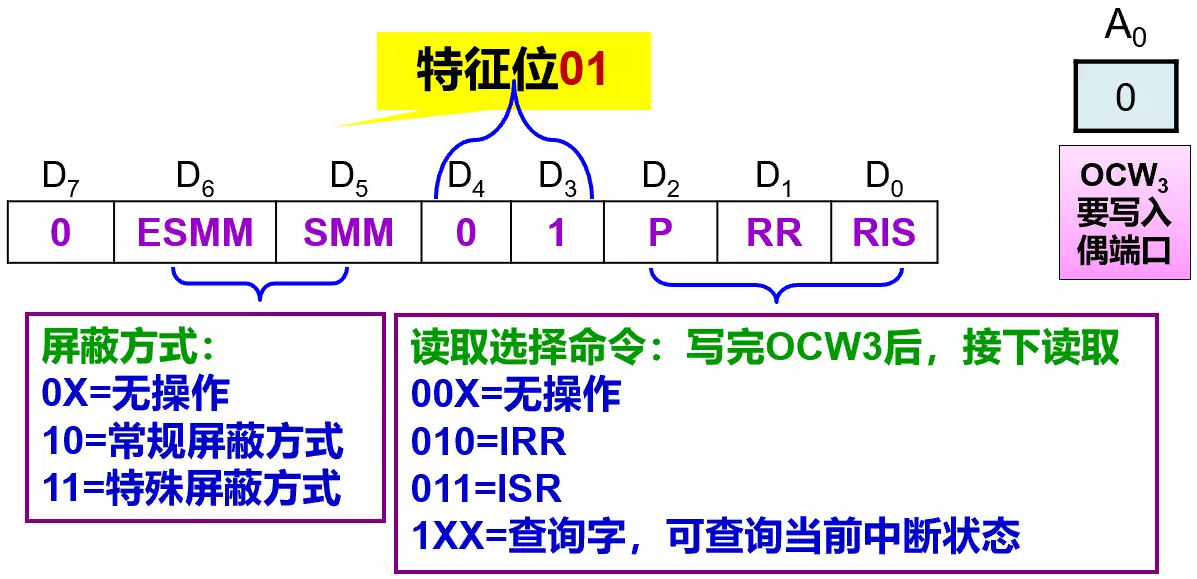 特征位01
A0
0
D7 D6 D5 D4 D3 D2 D1 D0
0 ESMM SMM 0 1 P RR RIS
OCW3
要写入
偶端口
屏蔽方式：
0X=无操作
10=常规屏蔽方式
11=特殊屏蔽方式
读取选择命令：写完OCW3后，接下读取
00X=无操作
010=IRR
011=ISR
1XX=查询字，可查询当前中断状态